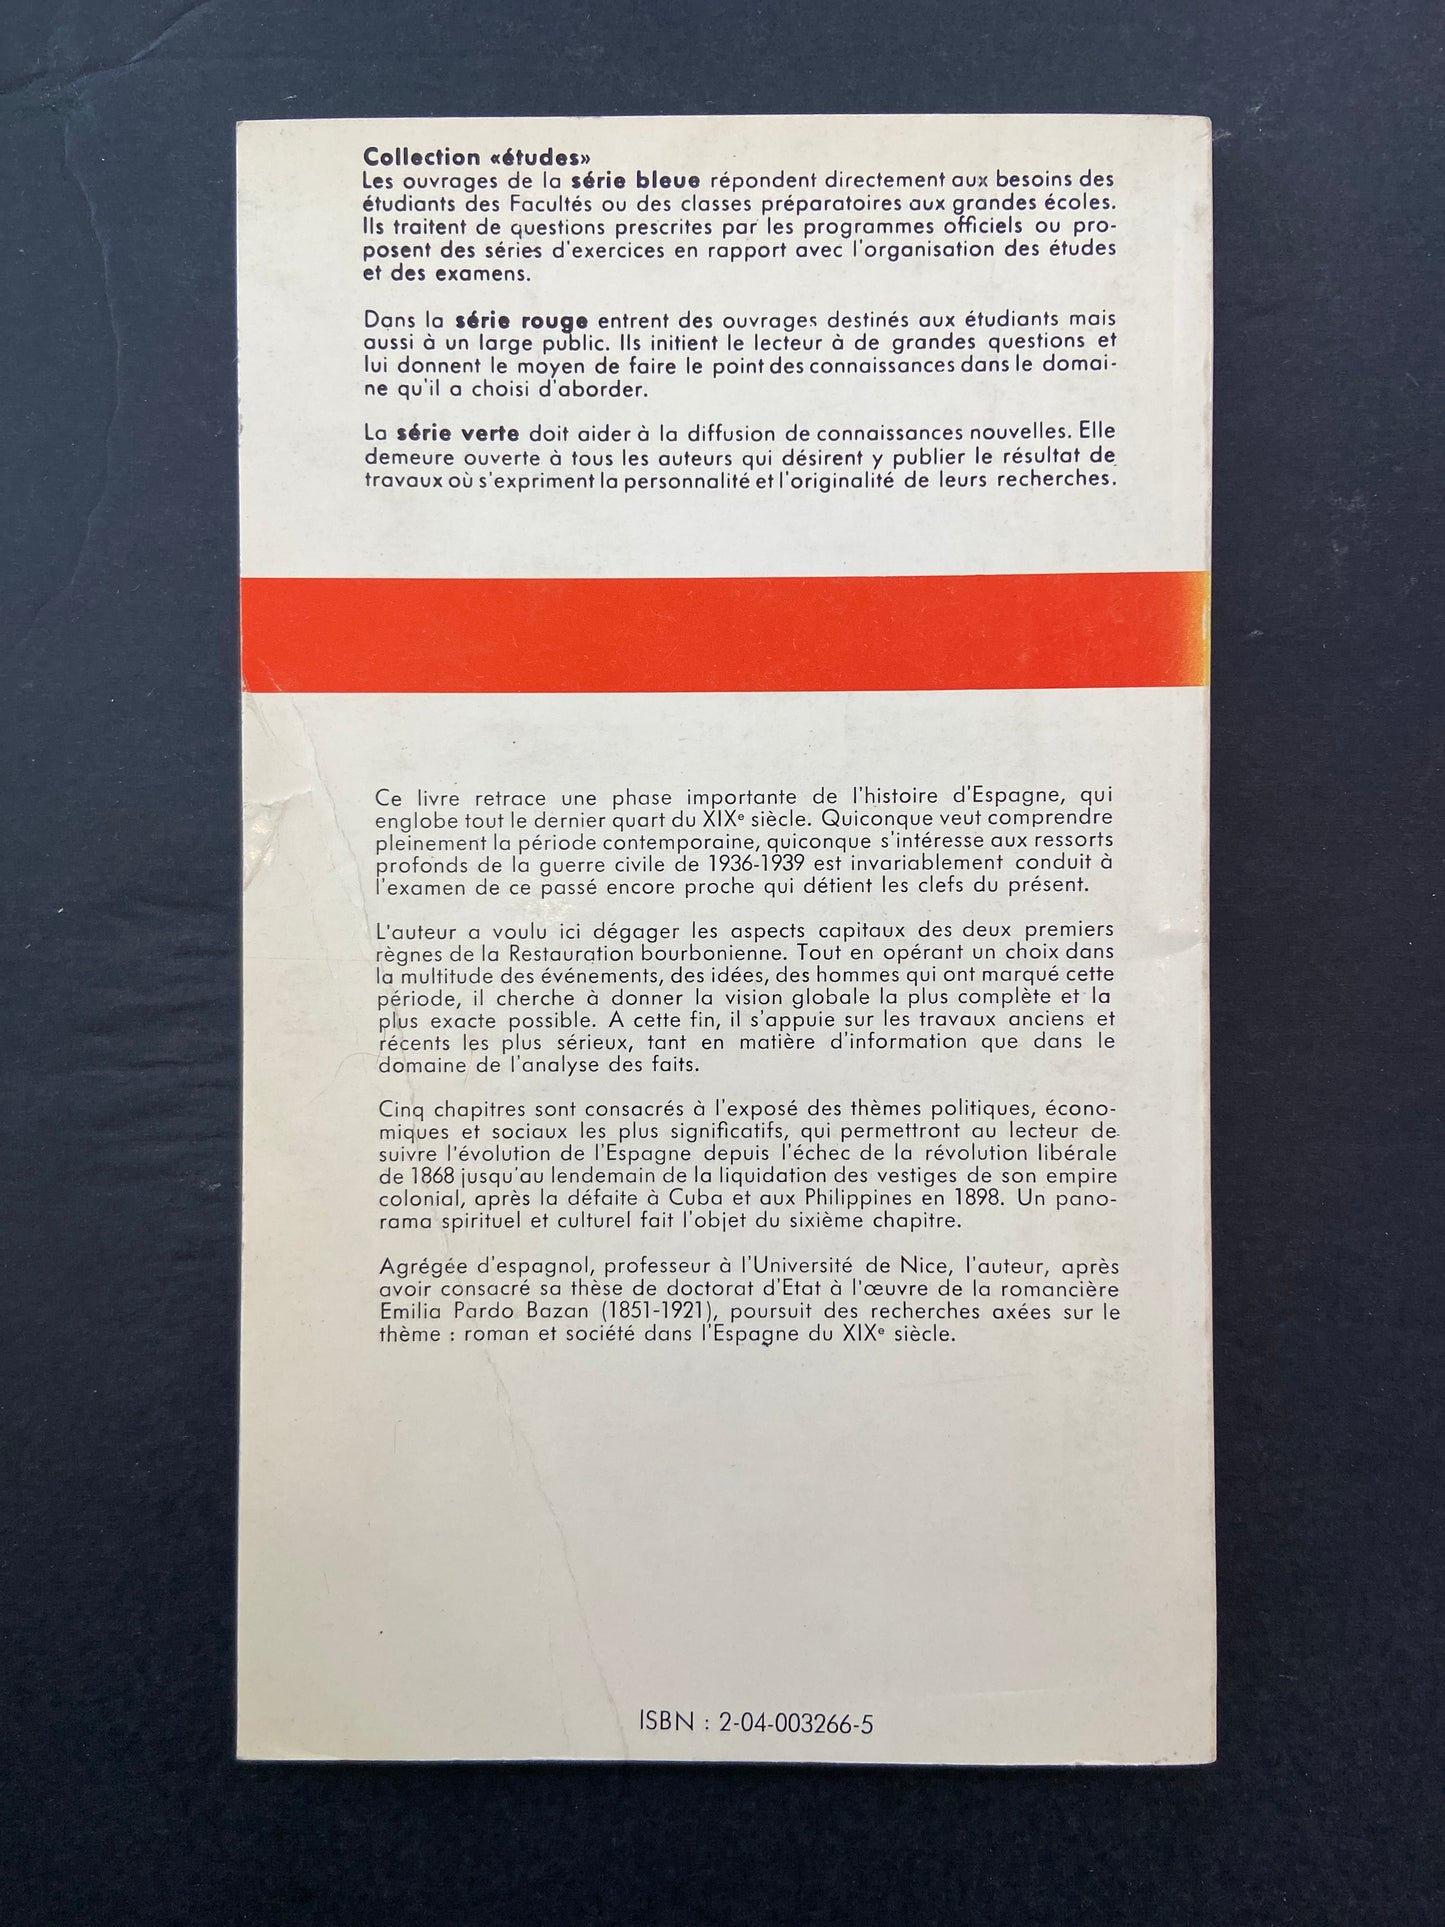 Collection «études»
Les ouvrages de la série bleue répondent directement aux besoins des
étudiants des Facultés ou des classes préparatoires aux grandes écoles.
Ils traitent de questions prescrites par les programmes officiels ou pro-
posent des séries d'exercices en rapport avec l'organisation des études
et des examens.
Dans la série rouge entrent des ouvrages destinés aux étudiants mais
aussi à un large public. Ils initient le lecteur à de grandes questions et
lui donnent le moyen de faire le point des connaissances dans le domai-
ne qu'il a choisi d'aborder.
La série verte doit aider à la diffusion de connaissances nouvelles. Elle
demeure ouverte à tous les auteurs qui désirent y publier le résultat de
travaux où s'expriment la personnalité et l'originalité de leurs recherches.
Ce livre retrace une phase importante de l'histoire d'Espagne, qui
englobe tout le dernier quart du XIXe siècle. Quiconque veut comprendre
pleinement la période contemporaine, quiconque s'intéresse aux ressorts
profonds de la guerre civile de 1936-1939 est invariablement conduit à
l'examen de ce passé encore proche qui détient les clefs du présent.
L'auteur a voulu ici dégager les aspects capitaux des deux premiers
règnes de la Restauration bourbonienne. Tout en opérant un choix dans
la multitude des événements, des idées, des hommes qui ont marqué cette
période, il cherche à donner la vision globale la plus complète et la
plus exacte possible. A cette fin, il s'appuie sur les travaux anciens et
récents les plus sérieux, tant en matière d'information que dans le
domaine de l'analyse des faits.
Cinq chapitres sont consacrés à l'exposé des thèmes politiques, écono-
miques et sociaux les plus significatifs, qui permettront au lecteur de
suivre l'évolution de l'Espagne depuis l'échec de la révolution libérale
de 1868 jusqu'au lendemain de la liquidation des vestiges de son empire
colonial, après la défaite à Cuba et aux Philippines en 1898. Un pano-
rama spirituel et culturel fait l'objet du sixième chapitre.
Agrégée d'espagnol, professeur à l'Université de Nice, l'auteur, après
avoir consacré sa thèse de doctorat d'Etat à l'œuvre de la romancière
Emilia Pardo Bazan (1851-1921), poursuit des recherches axées sur le
thème : roman et société dans l'Espagne du XIXe siècle.
ISBN : 2-04-003266-5